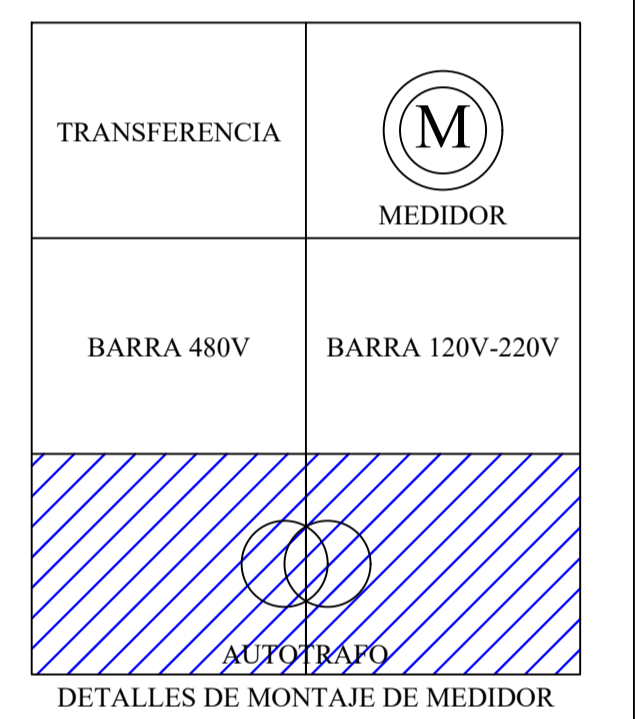 TRANSFERENCIA
M
MEDIDOR
BARRA 480V
BARRA 120V-220V
AUTOTRAFO
DETALLES DE MONTAJE DE MEDIDOR